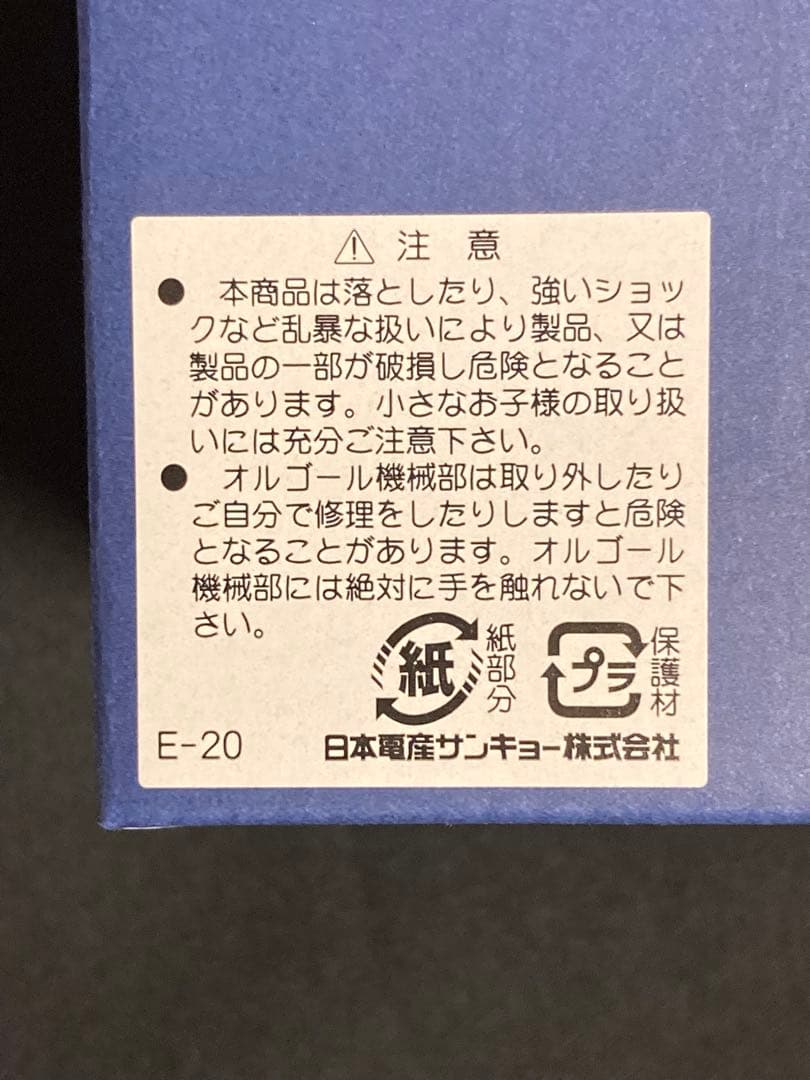 ⚠ 注意
● 本商品は落としたり、強いショッ
クなど乱暴な扱いにより製品、又は
製品の一部が破損し危険となること
があります。小さなお子様の取り扱
いには充分ご注意下さい。
● オルゴール機械部は取り外したり
ご自分で修理をしたりしますと危険
となることがあります。オルゴール
機械部には絶対に手を触れないで下
さい。
紙 紙部分 プラ 保護材
E-20 日本電産サンキョー株式会社